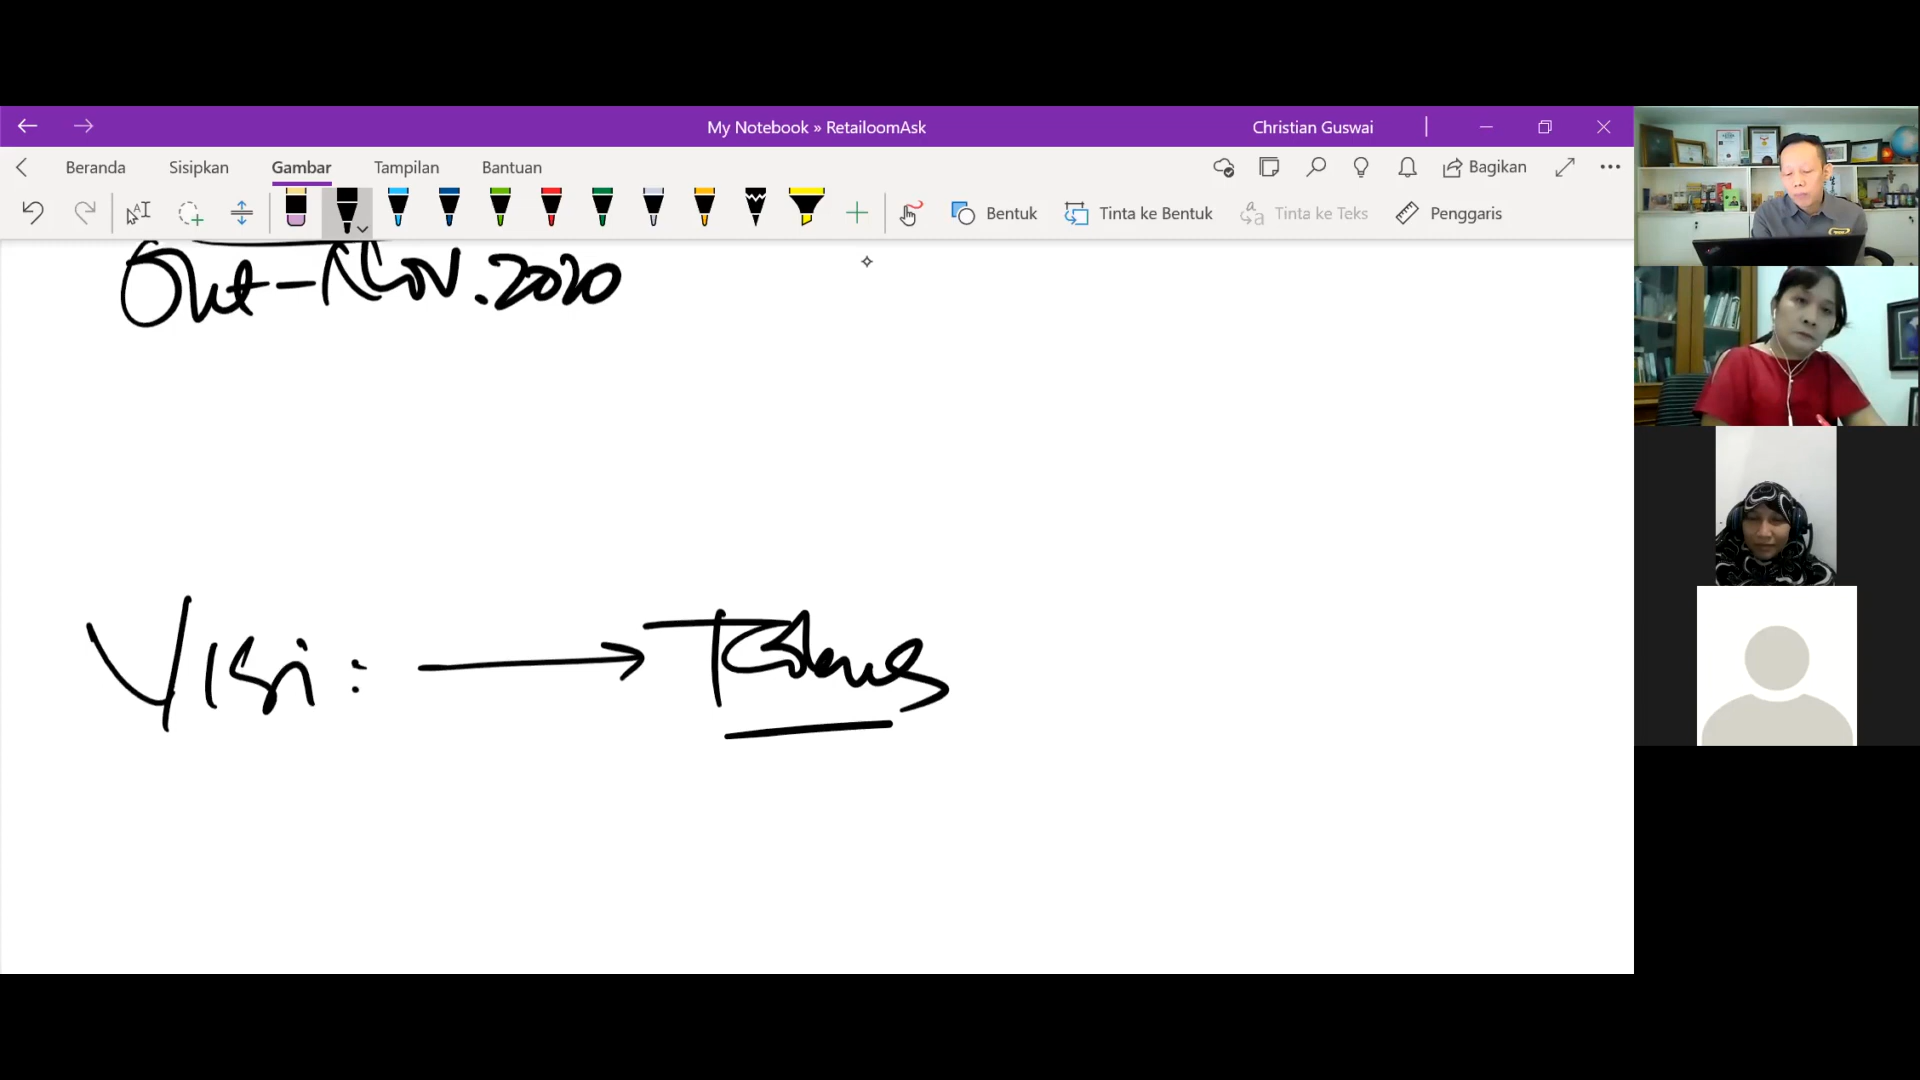 My Notebook » RetailoomAsk
Christian Guswai
Beranda Sisipkan Gambar Tampilan Bantuan
Bagikan
Bentuk Tinta ke Bentuk Tinta ke Teks Penggaris
Okt-Nov.2020
Visi: →